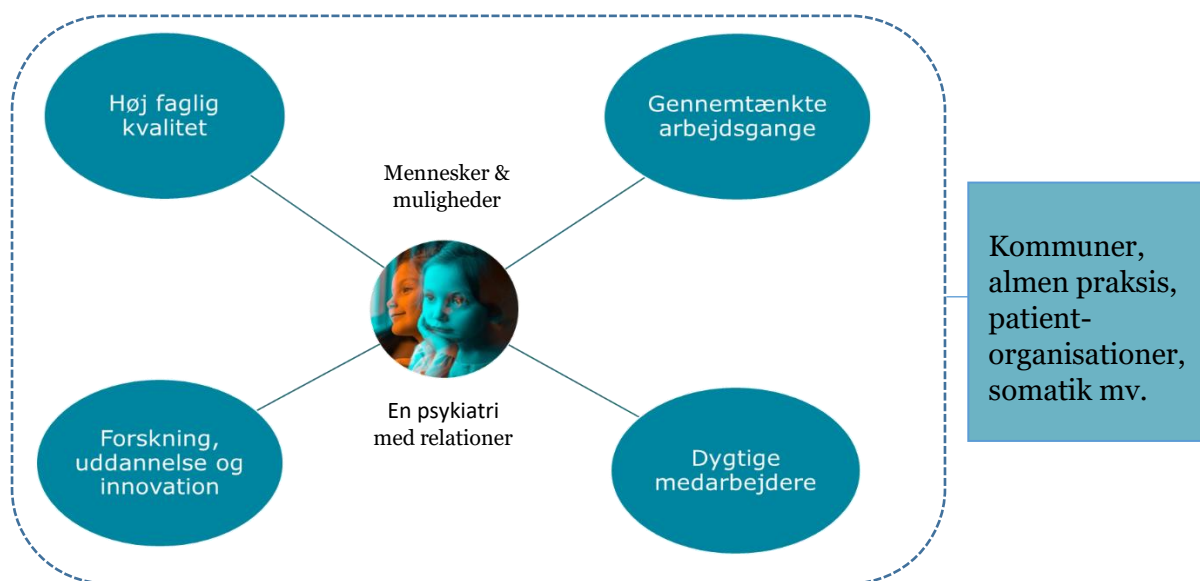 Høj faglig
kvalitet
Gennemtænkte
arbejdsgange
Mennesker &
muligheder
Kommuner,
almen praksis,
patient-
organisationer,
somatik mv.
En psykiatri
med relationer
Forskning,
uddannelse og
innovation
Dygtige
medarbejdere